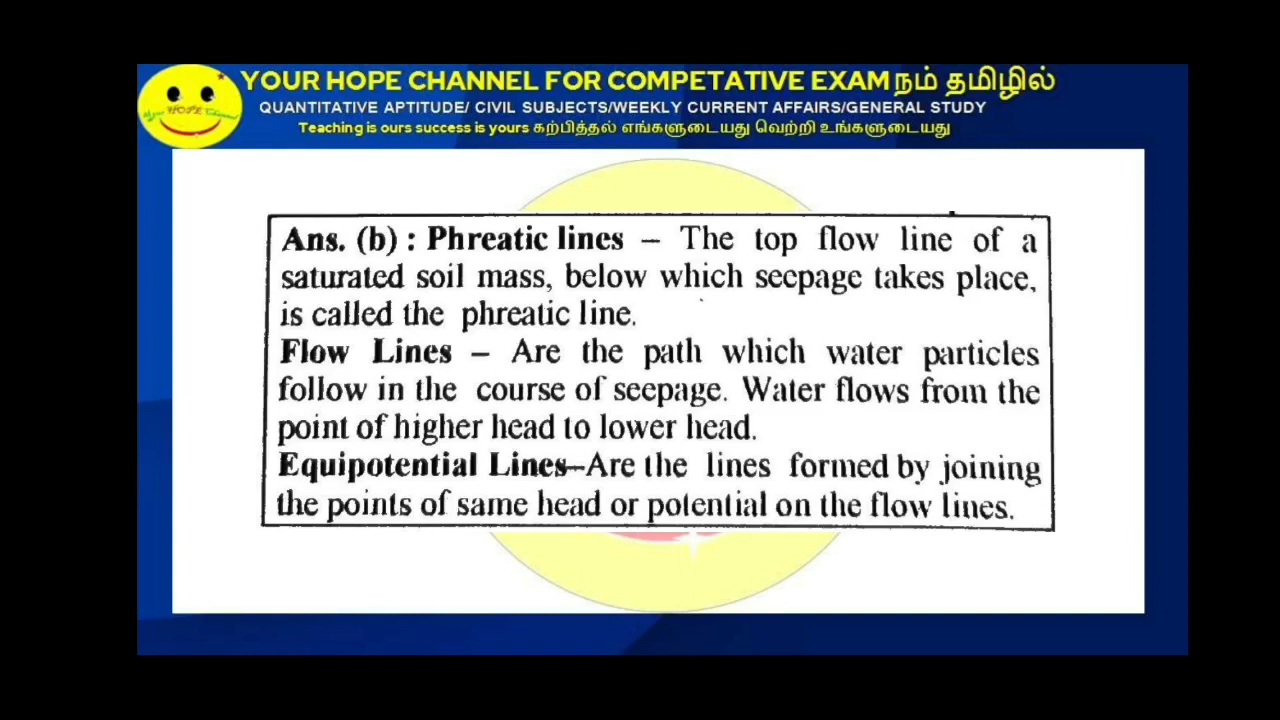 YOUR HOPE CHANNEL FOR COMPETATIVE EXAM நம் தமிழில்
QUANTITATIVE APTITUDE/ CIVIL SUBJECTS/WEEKLY CURRENT AFFAIRS/GENERAL STUDY
Teaching is ours success is yours கற்பித்தல் எங்களுடையது வெற்றி உங்களுடையது
Your HOPE Channel
Ans. (b) : Phreatic lines – The top flow line of a
saturated soil mass, below which seepage takes place,
is called the phreatic line.
Flow Lines – Are the path which water particles
follow in the course of seepage. Water flows from the
point of higher head to lower head.
Equipotential Lines–Are the lines formed by joining
the points of same head or potential on the flow lines.